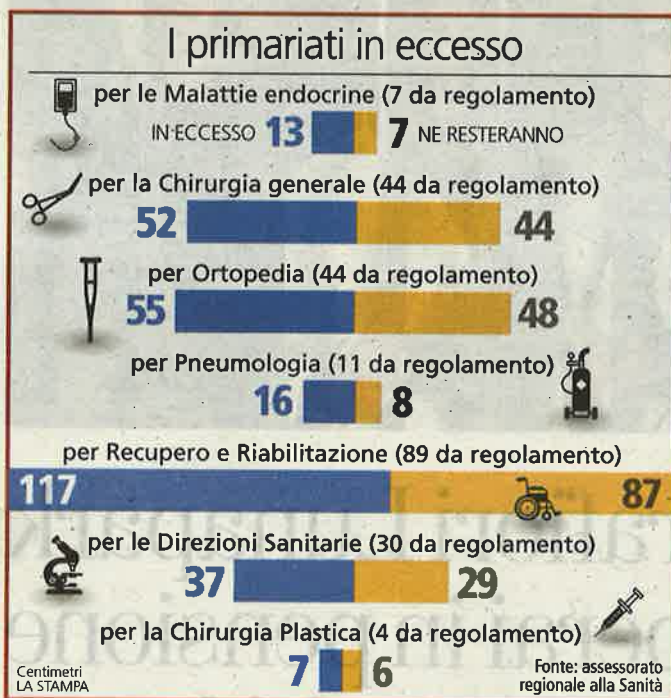 I primariati in eccesso
per le Malattie endocrine (7 da regolamento)
IN ECCESSO 13 7 NE RESTERANNO
per la Chirurgia generale (44 da regolamento)
52 44
per Ortopedia (44 da regolamento)
55 48
per Pneumologia (11 da regolamento)
16 8
per Recupero e Riabilitazione (89 da regolamento)
117 87
per le Direzioni Sanitarie (30 da regolamento)
37 29
per la Chirurgia Plastica (4 da regolamento)
7 6
Centimetri
LA STAMPA
Fonte: assessorato
regionale alla Sanità